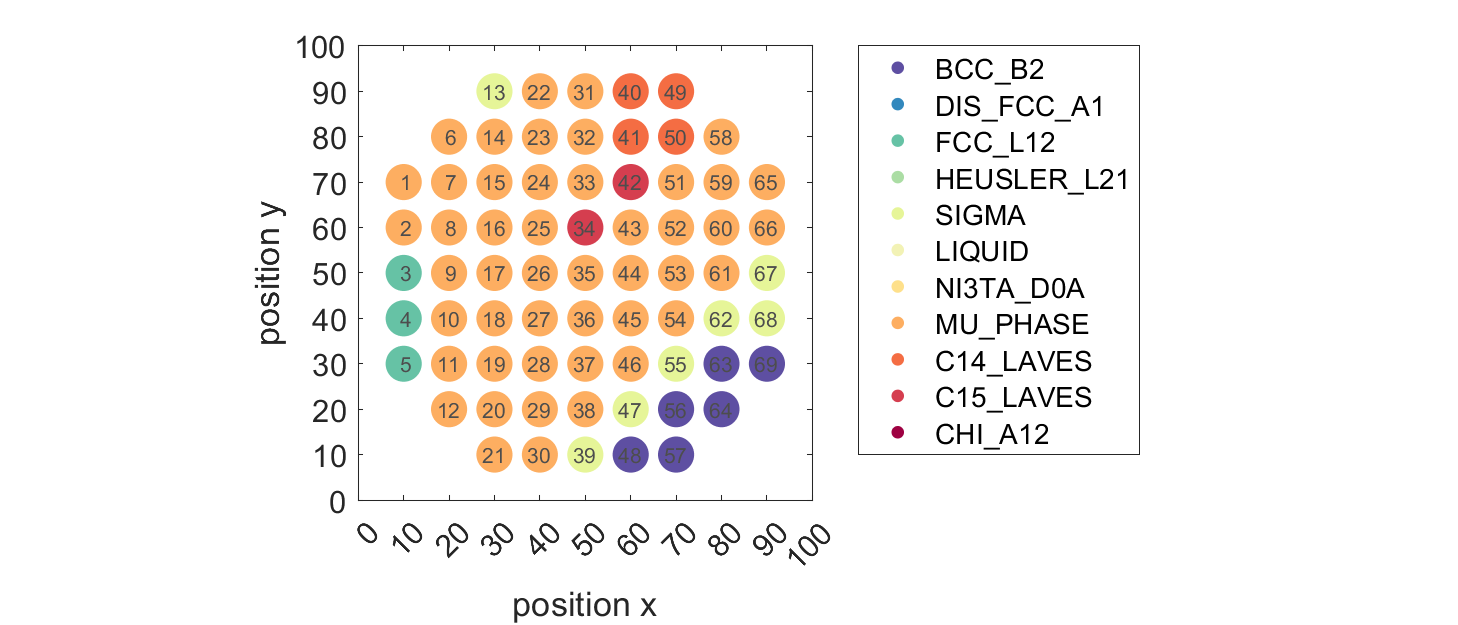 100
90 13 22 31 40 49
80 6 14 23 32 41 50 58
70 1 7 15 24 33 42 51 59 65
60 2 8 16 25 34 43 52 60 66
50 3 9 17 26 35 44 53 61 67
40 4 10 18 27 36 45 54 62 68
30 5 11 19 28 37 46 55 63 69
20 12 20 29 38 47 56 64
10 21 30 39 48 57
0
position y
0 10 20 30 40 50 60 70 80 90 100
position x
BCC_B2
DIS_FCC_A1
FCC_L12
HEUSLER_L21
SIGMA
LIQUID
NI3TA_D0A
MU_PHASE
C14_LAVES
C15_LAVES
CHI_A12